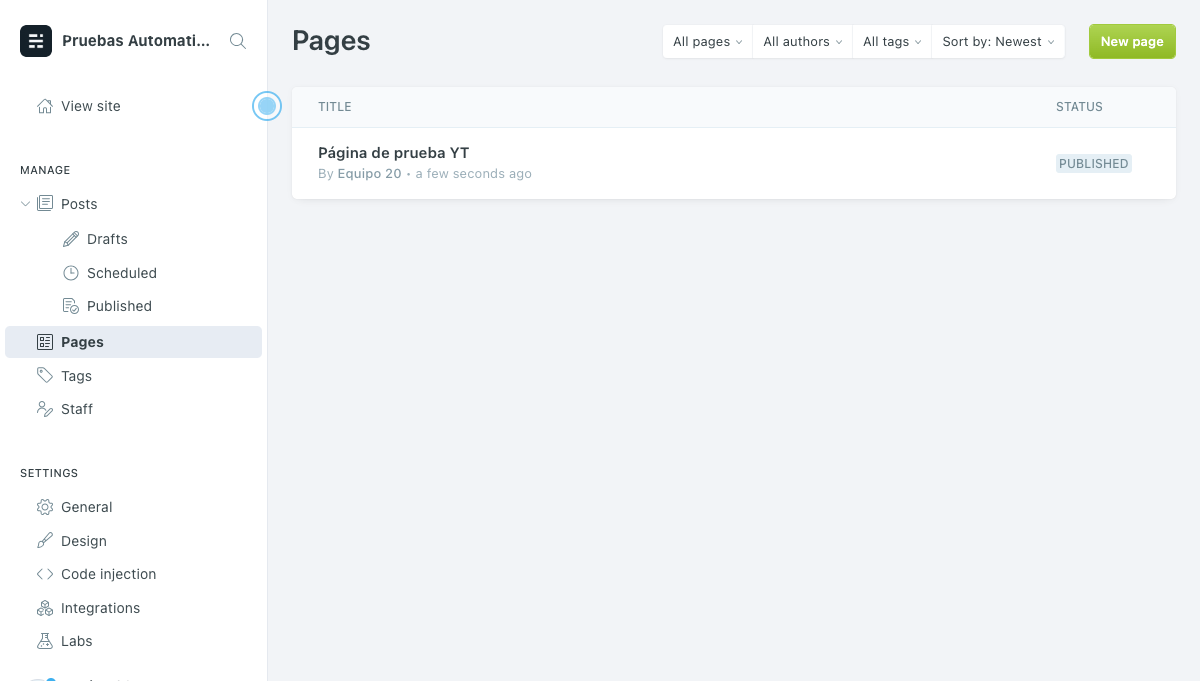 Pruebas Automati...
View site
MANAGE
Posts
Drafts
Scheduled
Published
Pages
Tags
Staff
SETTINGS
General
Design
Code injection
Integrations
Labs
Pages
All pages
All authors
All tags
Sort by: Newest
New page
TITLE
STATUS
Página de prueba YT
By Equipo 20 • a few seconds ago
PUBLISHED